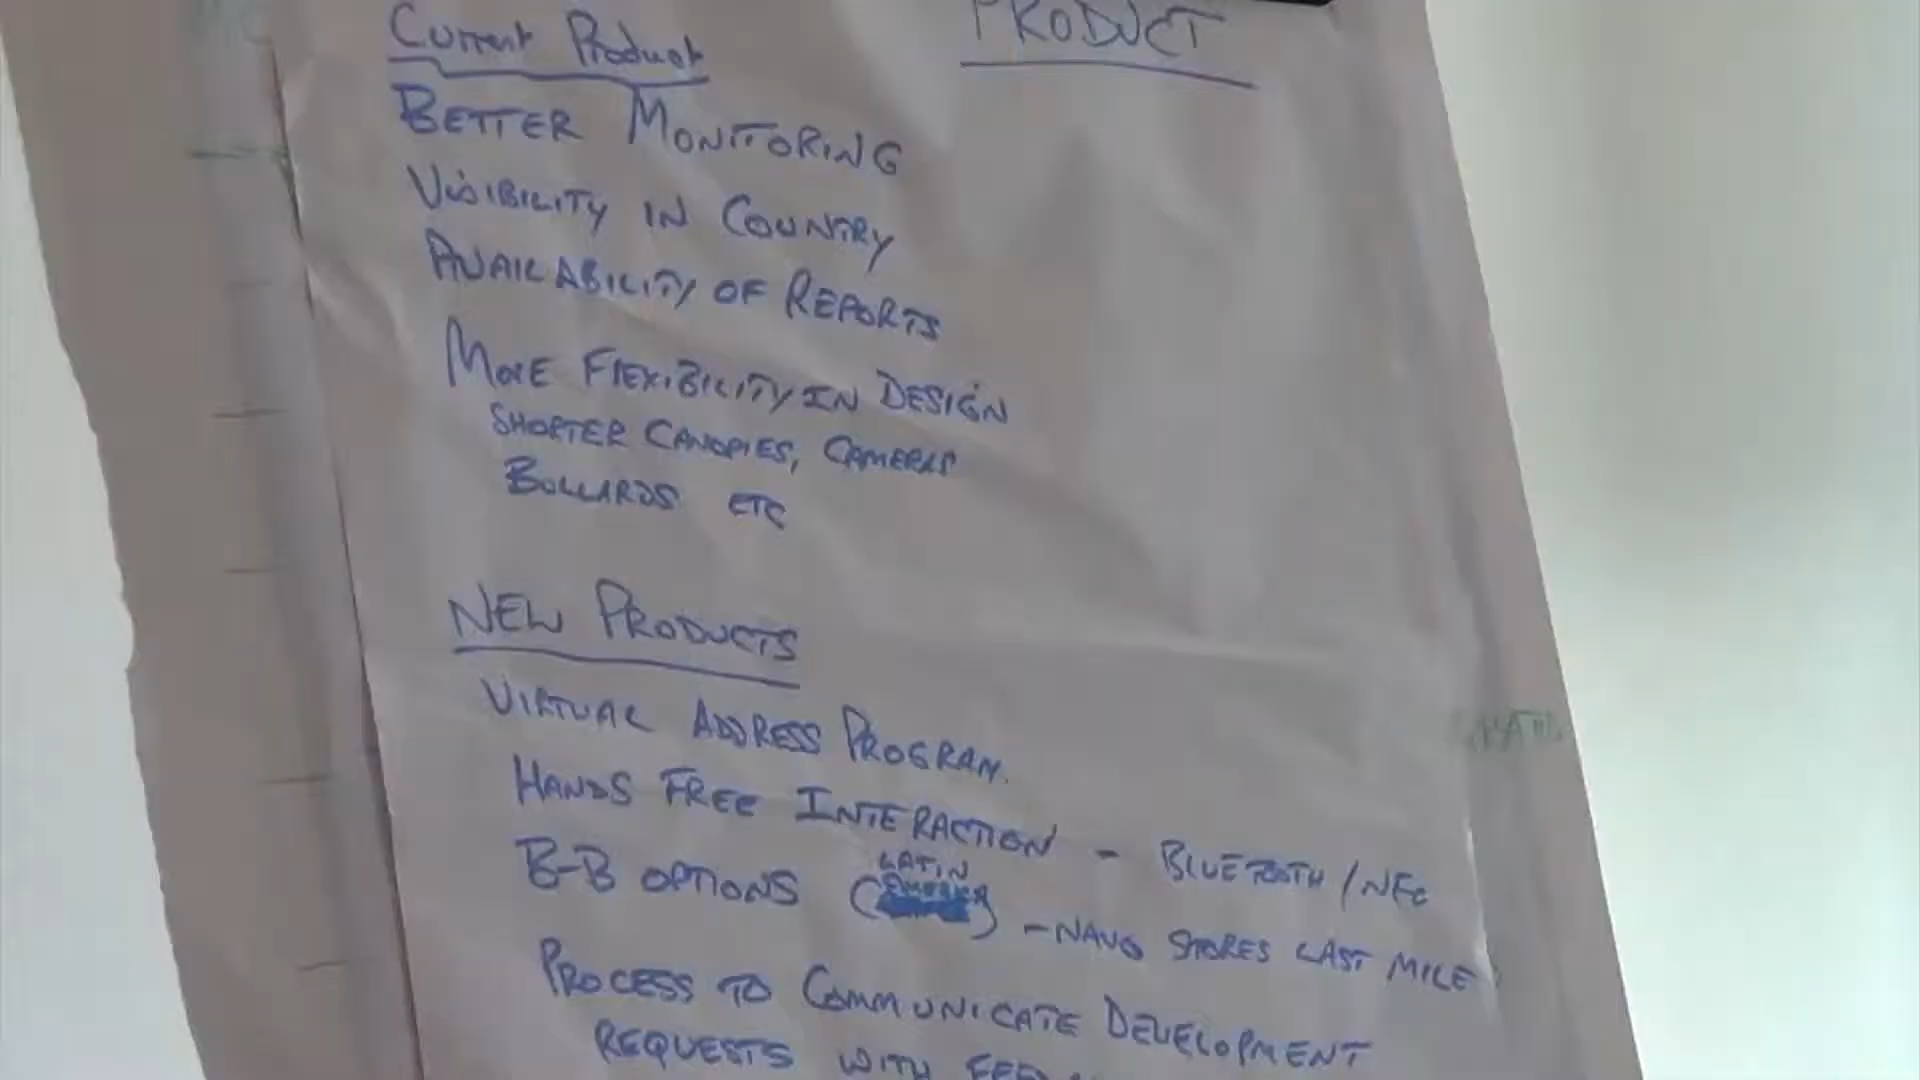 PRODUCT
Current Product
BETTER MONITORING
VISIBILITY IN COUNTRY
AVAILABILITY OF REPORTS
MORE FLEXIBILITY IN DESIGN
SHORTER CANOPIES, CAMERAS
BOLLARDS ETC
NEW PRODUCTS
VIRTUAL ADDRESS PROGRAM.
HANDS FREE INTERACTION - BLUETOOTH / NFC
B-B OPTIONS (LATIN AMERICA) - NANO STORES LAST MILE
PROCESS TO COMMUNICATE DEVELOPMENT
REQUESTS WITH